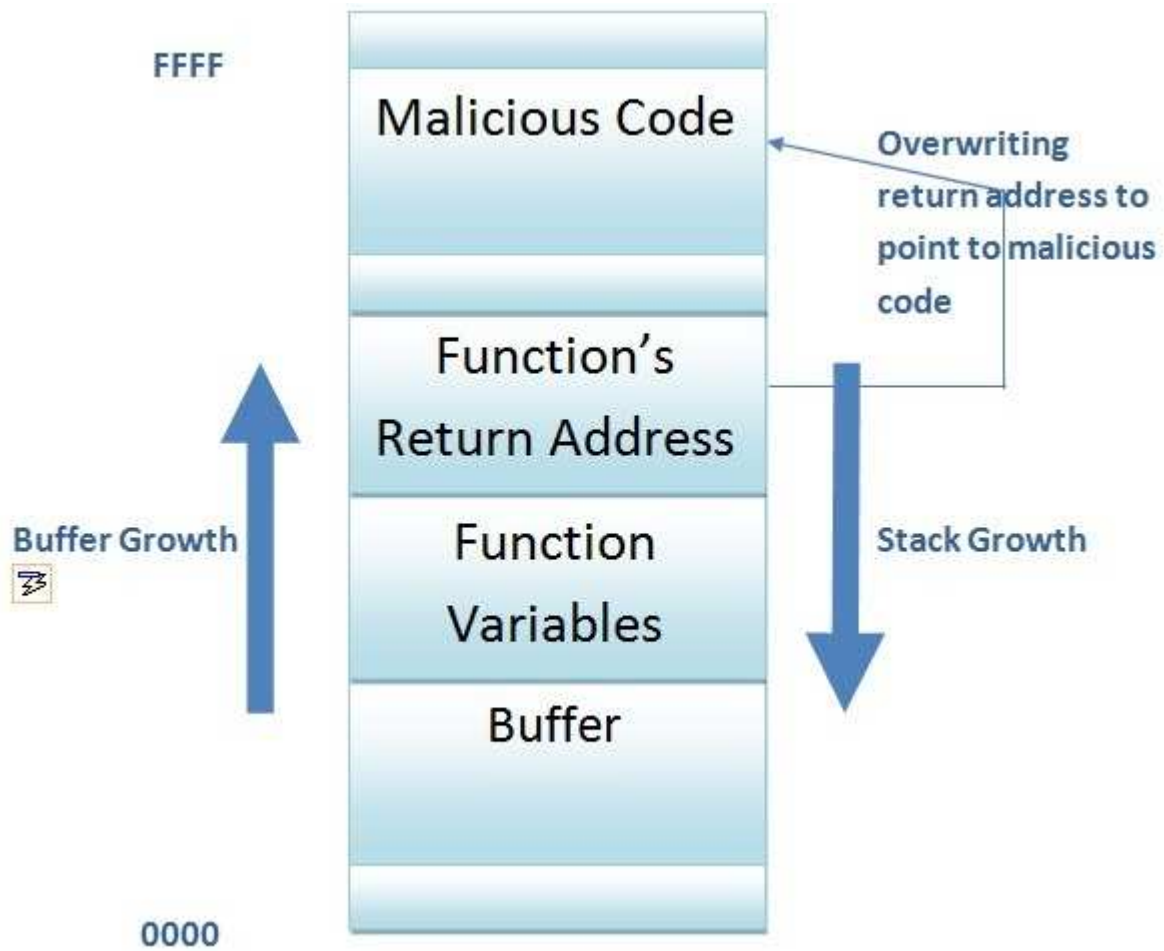 FFFF
Malicious Code
Overwriting
return address to
point to malicious
code
Function’s
Return Address
Buffer Growth
Function
Variables
Stack Growth
Buffer
0000